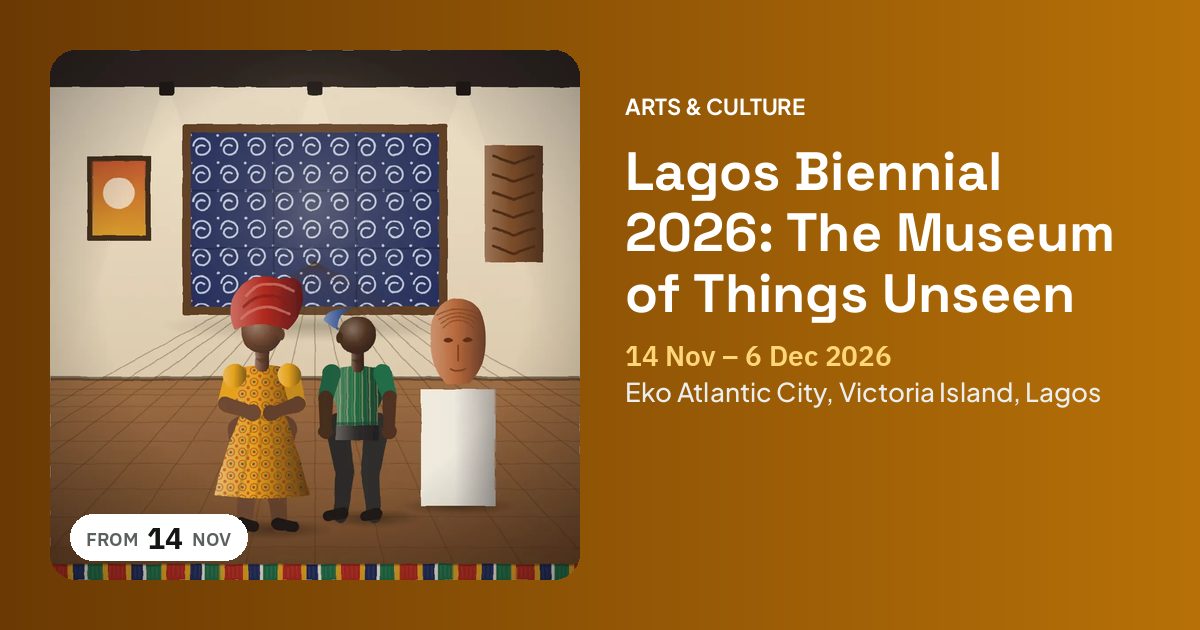 ARTS & CULTURE
Lagos Biennial
2026: The Museum
of Things Unseen
14 Nov – 6 Dec 2026
Eko Atlantic City, Victoria Island, Lagos
FROM 14 NOV